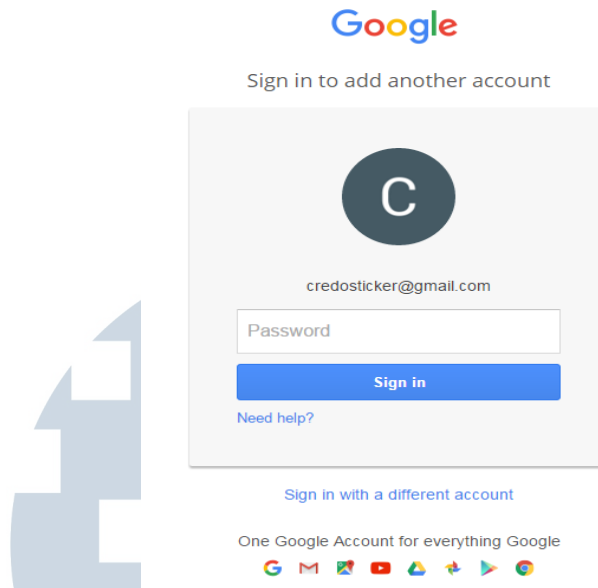 Google
Sign in to add another account
C
credosticker@gmail.com
Password
Sign in
Need help?
Sign in with a different account
One Google Account for everything Google